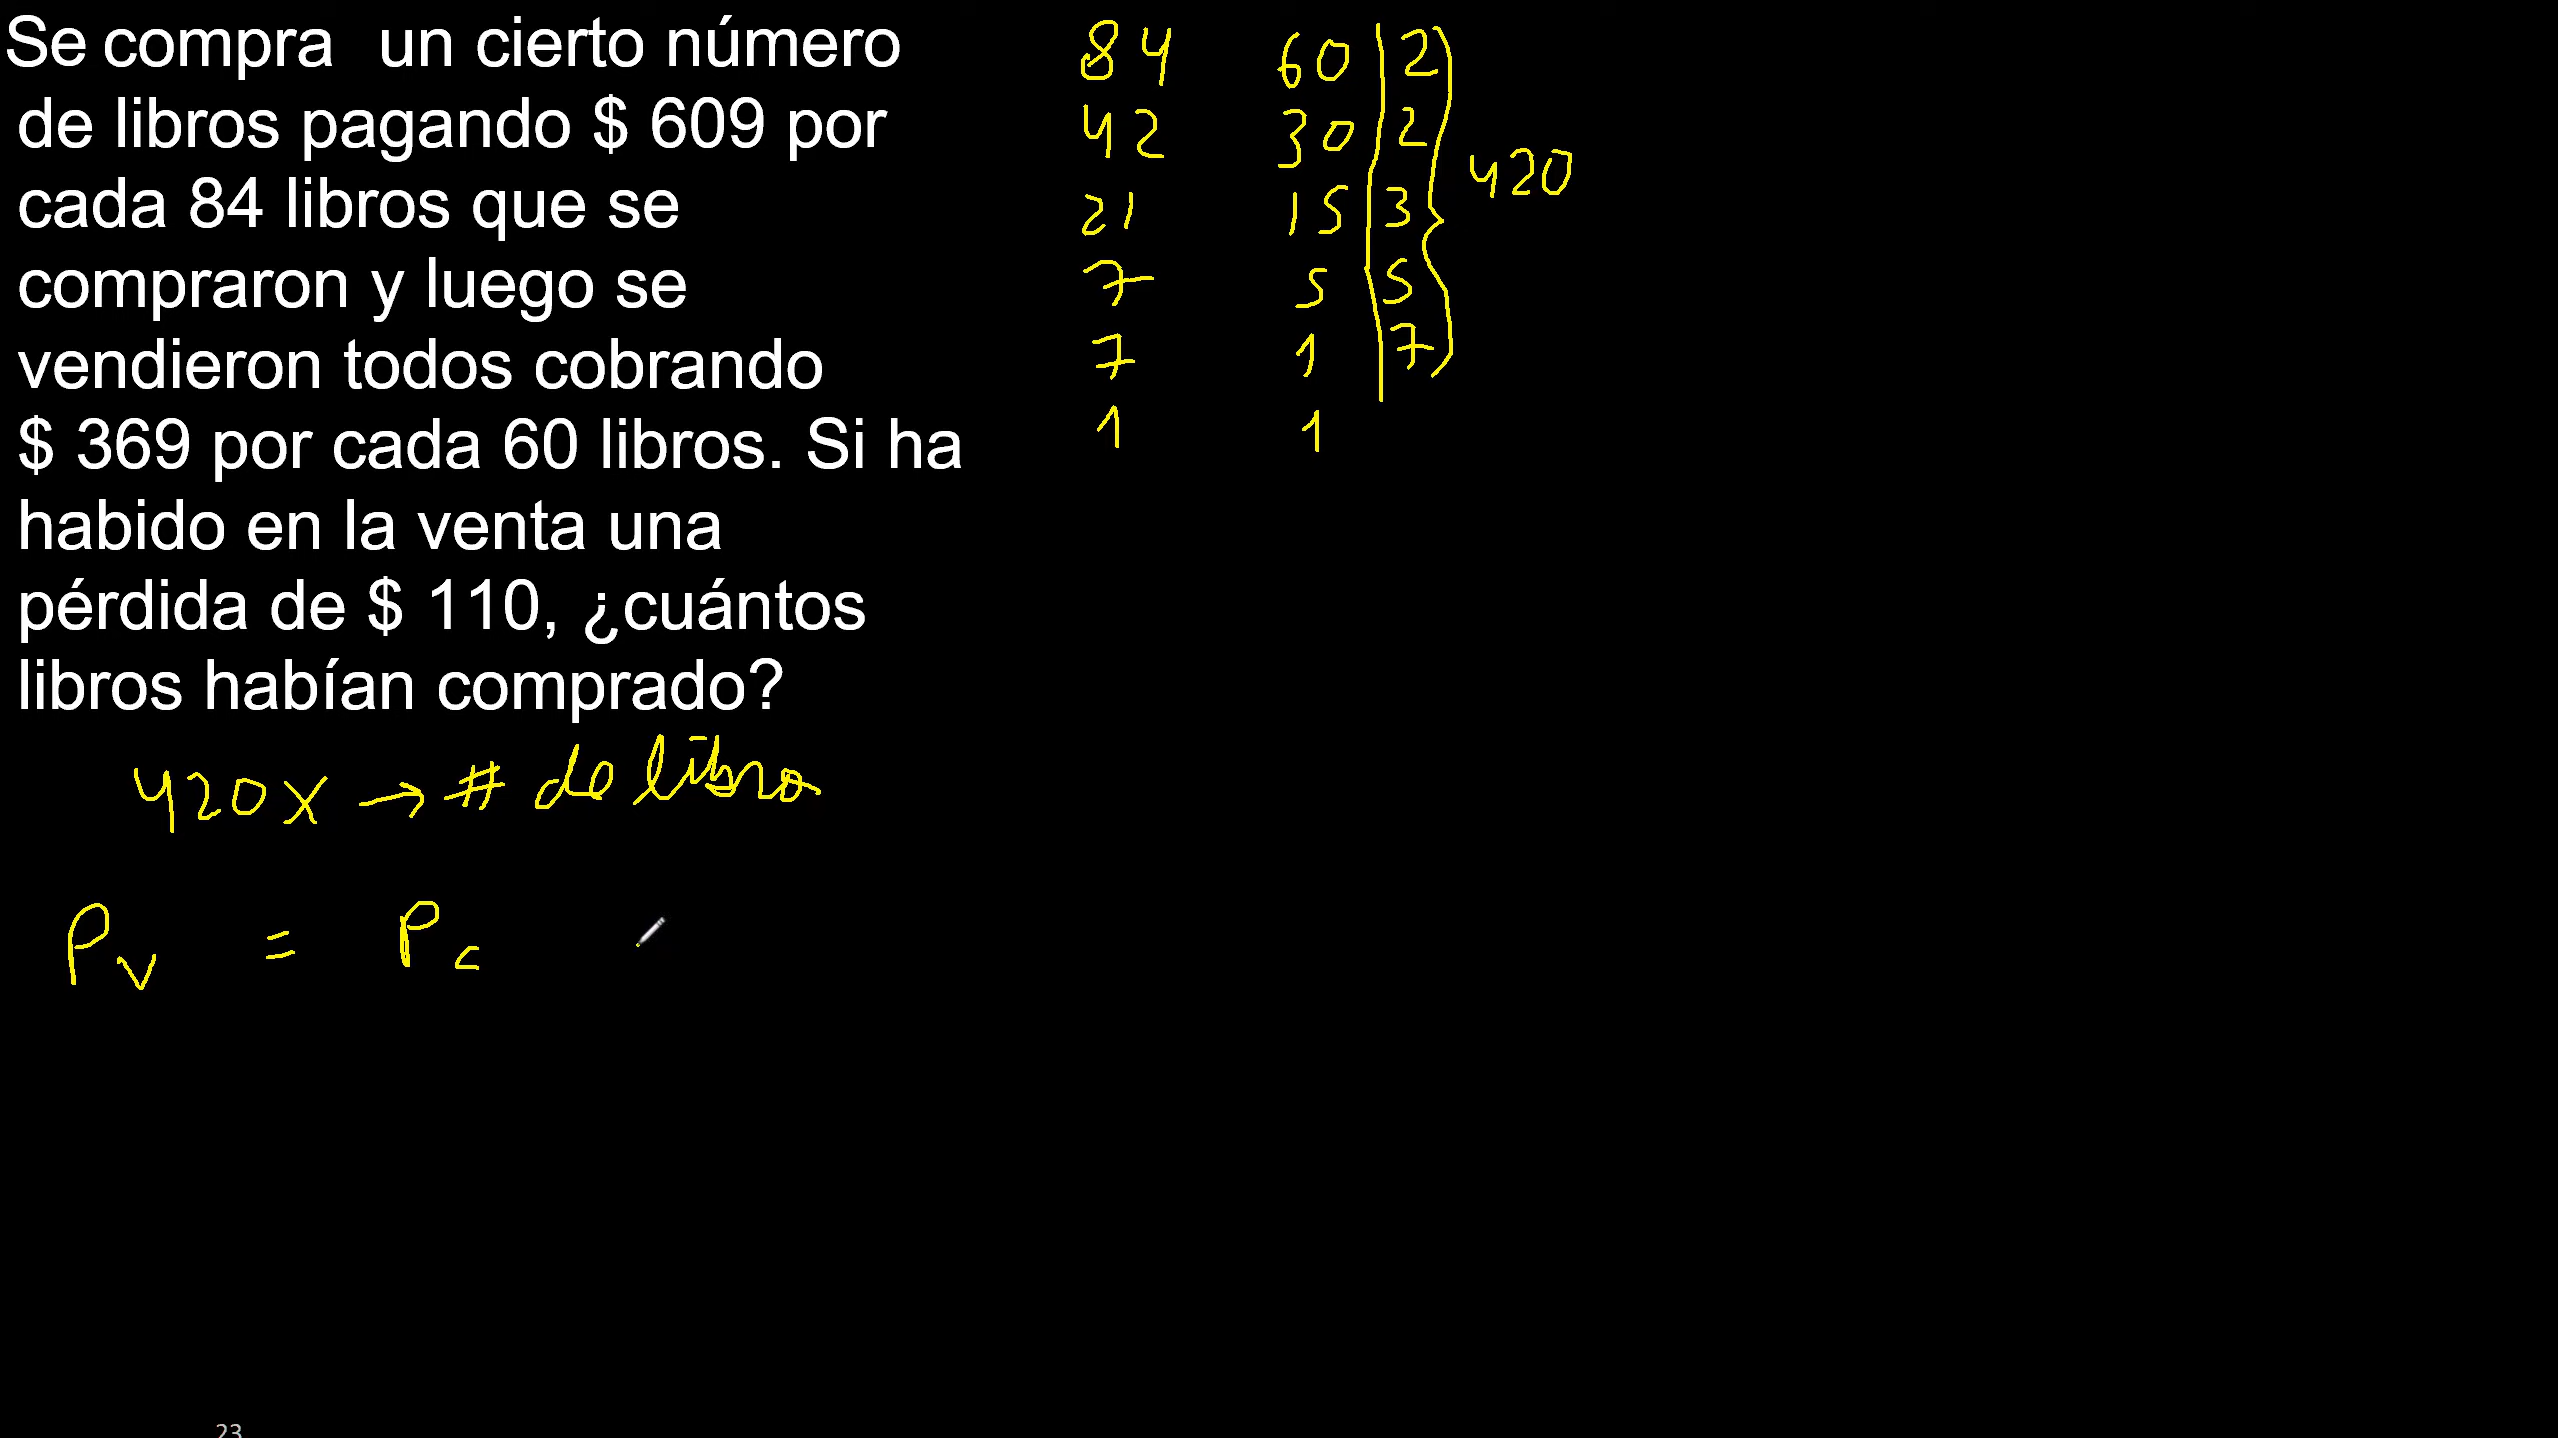 Se compra un cierto número
de libros pagando $ 609 por
cada 84 libros que se
compraron y luego se
vendieron todos cobrando
$ 369 por cada 60 libros. Si ha
habido en la venta una
pérdida de $ 110, ¿cuántos
libros habían comprado?
420x → # de libro
Pv = Pc
84 60 2
42 30 2
21 15 3
7 5 5
7 1 7
1 1
420
23